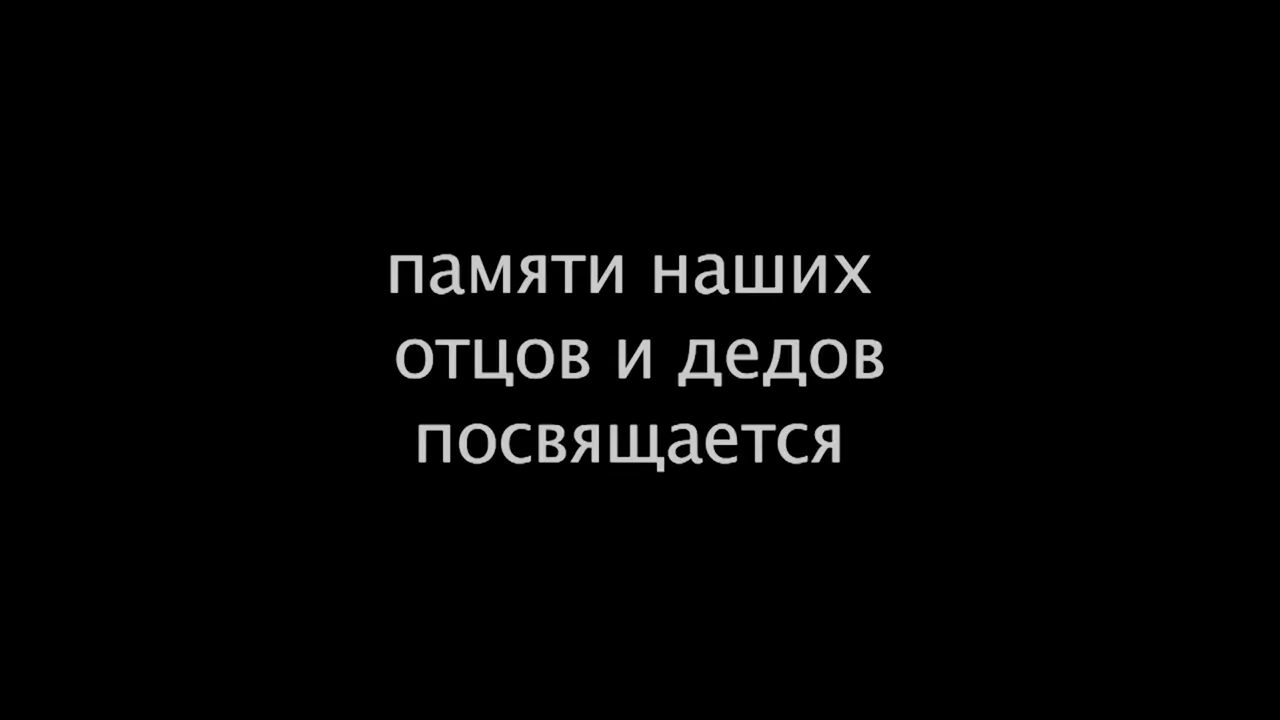 памяти наших
отцов и дедов
посвящается